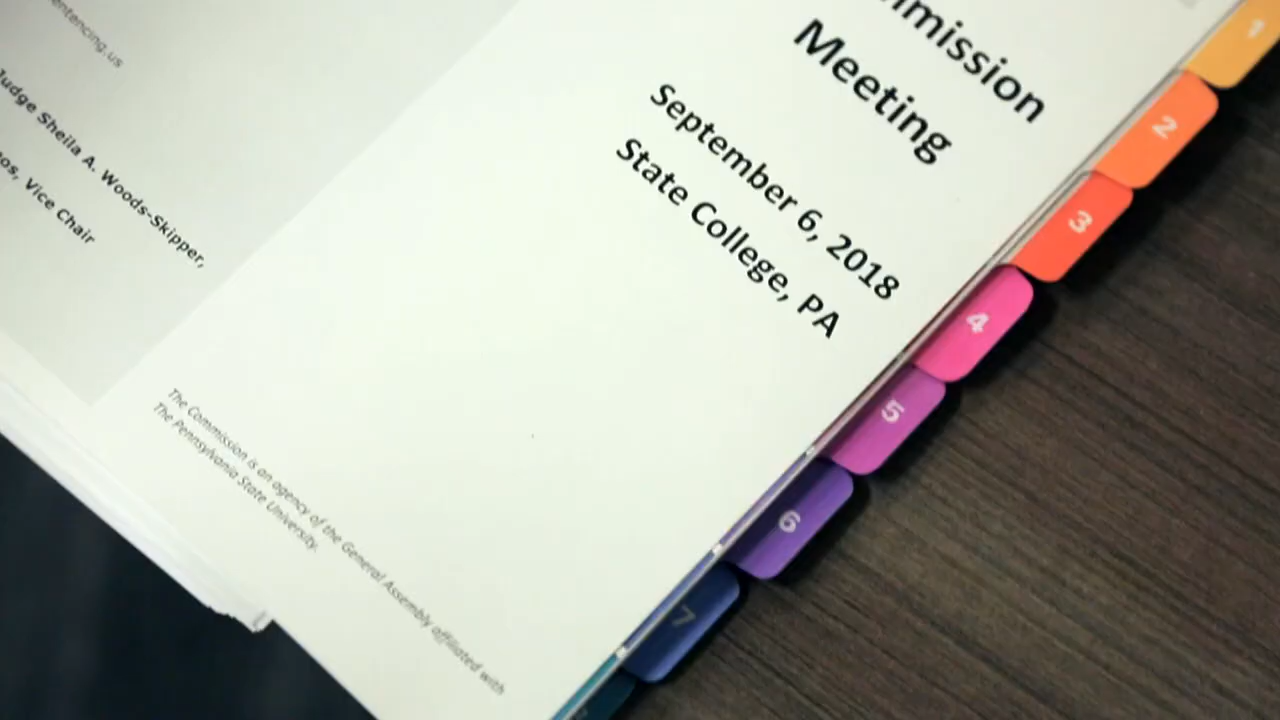 Judge Sheila A. Woods-Skipper,
Vice Chair
Meeting
September 6, 2018
State College, PA
The Commission is an agency of the General Assembly affiliated with
The Pennsylvania State University.
1
2
3
4
5
6
7